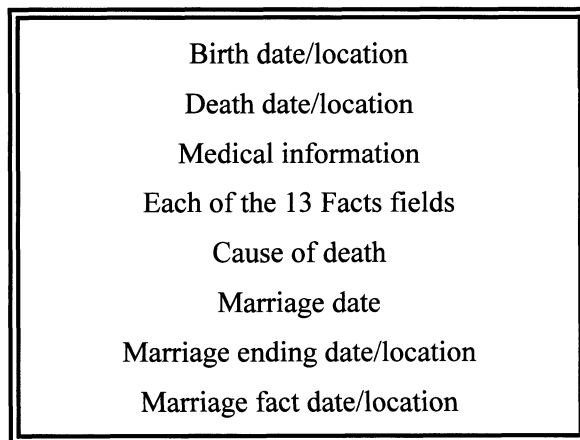 Birth date/location
Death date/location
Medical information
Each of the 13 Facts fields
Cause of death
Marriage date
Marriage ending date/location
Marriage fact date/location